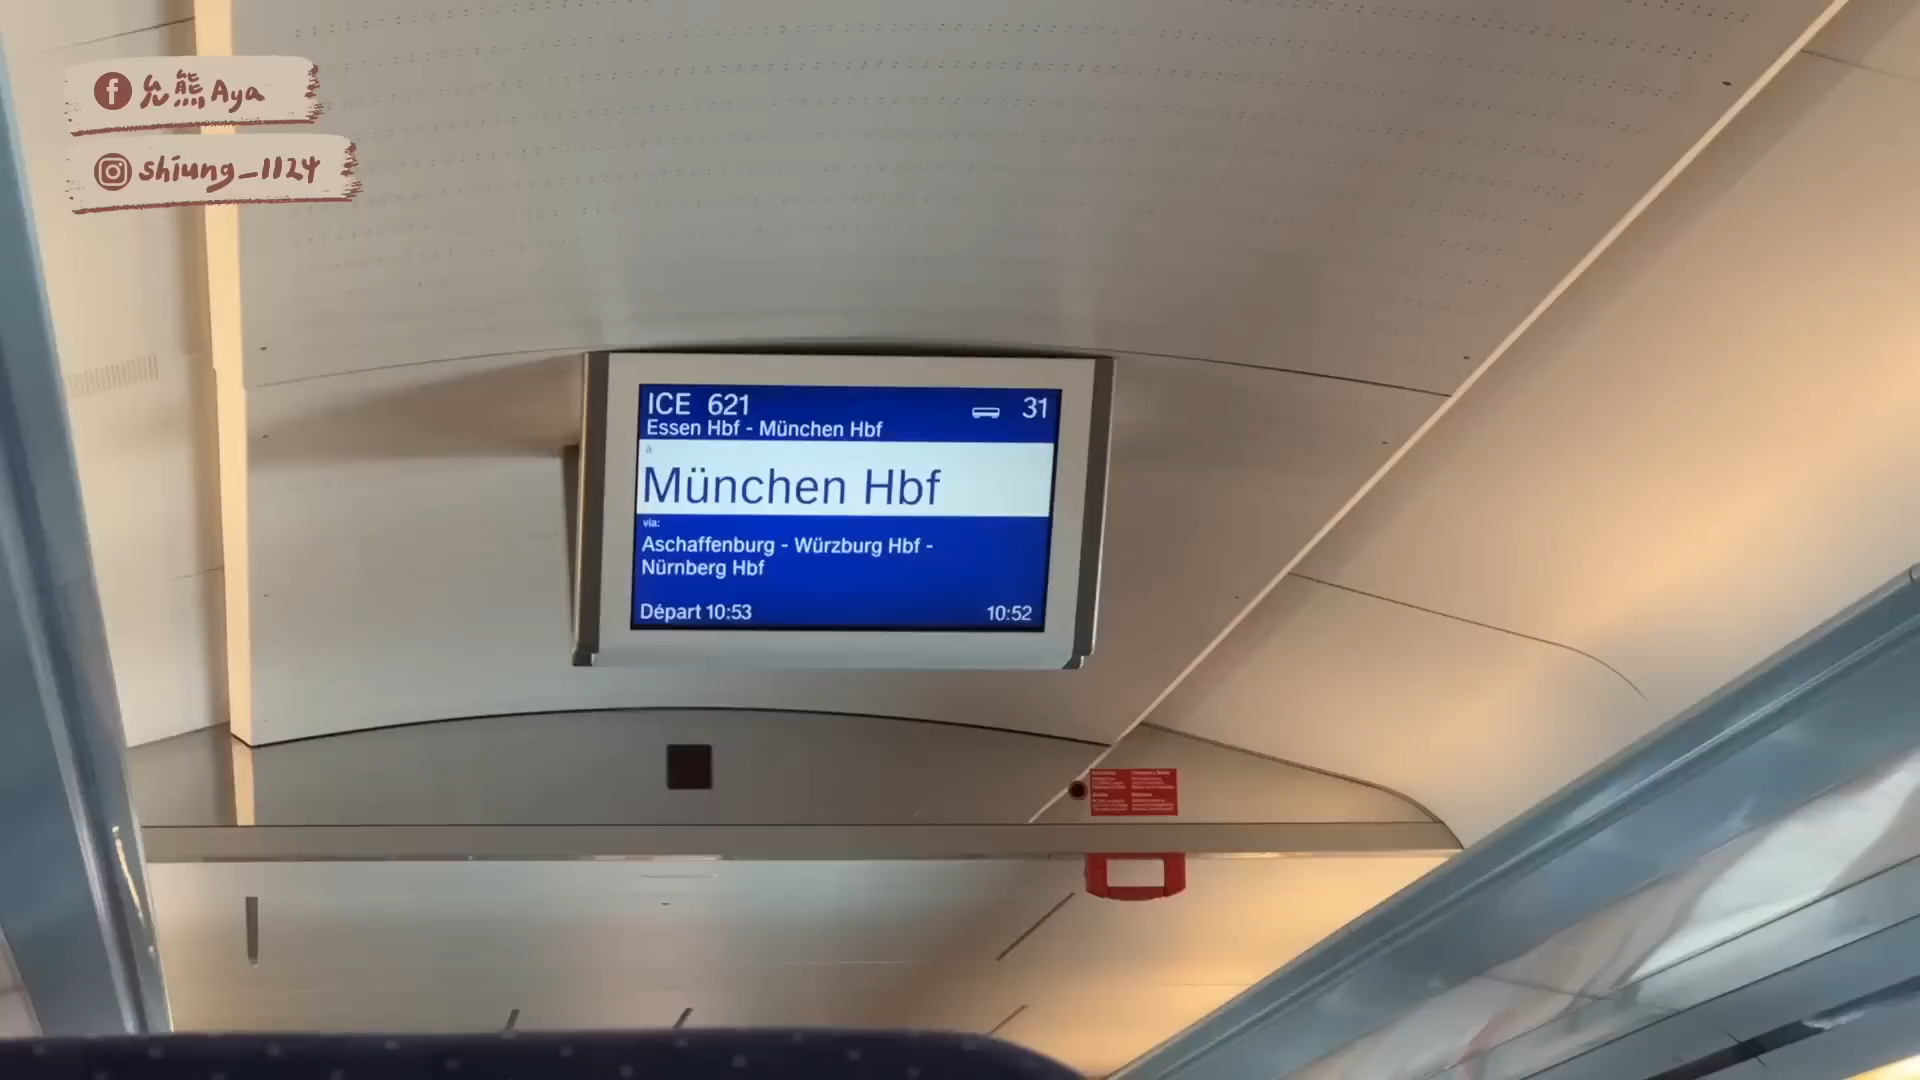 允熊Aya
shiung_1124
ICE 621 31
Essen Hbf - München Hbf
à:
München Hbf
via:
Aschaffenburg - Würzburg Hbf -
Nürnberg Hbf
Départ 10:53 10:52